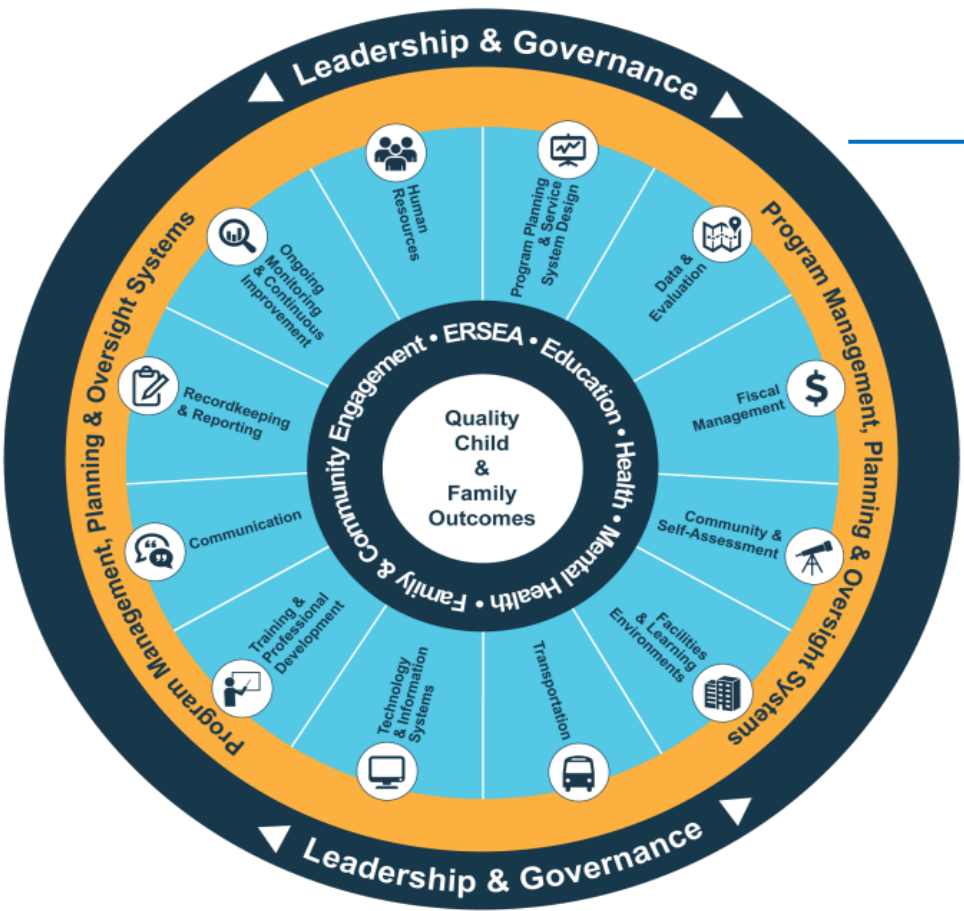 Leadership & Governance
Program Management, Planning & Oversight Systems
Program Management, Planning & Oversight Systems
Program Planning
& Service
System Design
Data &
Evaluation
Fiscal
Management
Community &
Self-Assessment
Facilities
& Learning
Environments
Transportation
Technology
& Information
Systems
Training &
Professional
Development
Communication
Recordkeeping
& Reporting
Ongoing
Monitoring
& Continuous
Improvement
Human
Resources
ERSEA • Education • Health • Mental Health • Family & Community Engagement •
Quality
Child
&
Family
Outcomes
$
Leadership & Governance